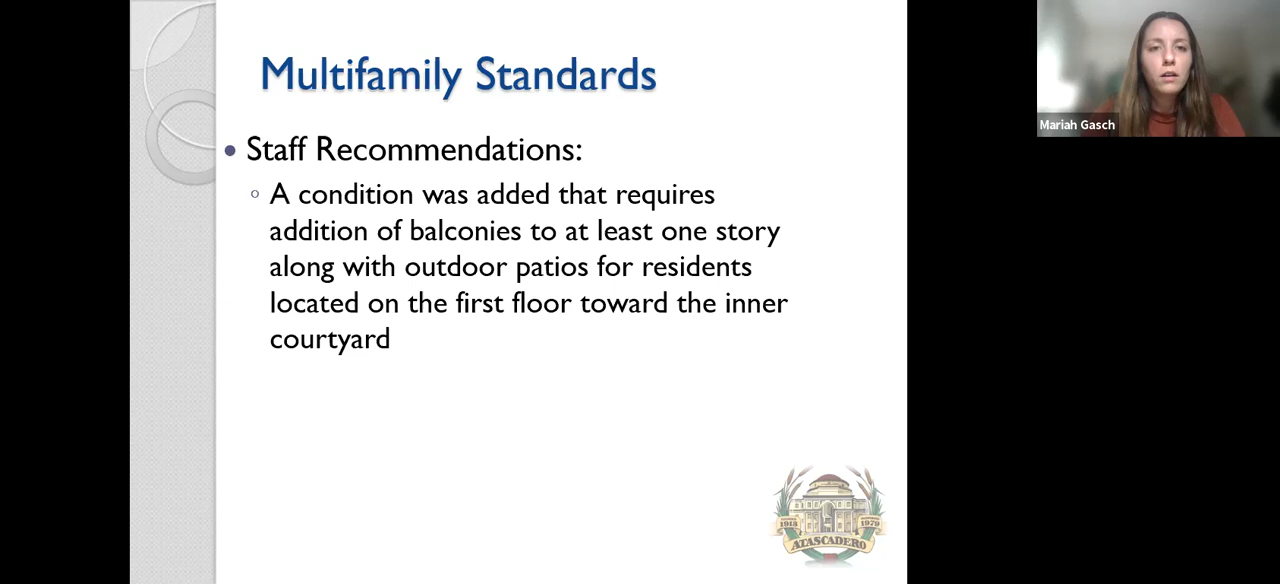 Multifamily Standards
Staff Recommendations:
A condition was added that requires
addition of balconies to at least one story
along with outdoor patios for residents
located on the first floor toward the inner
courtyard
Mariah Gasch
1913
1979
ATASCADERO